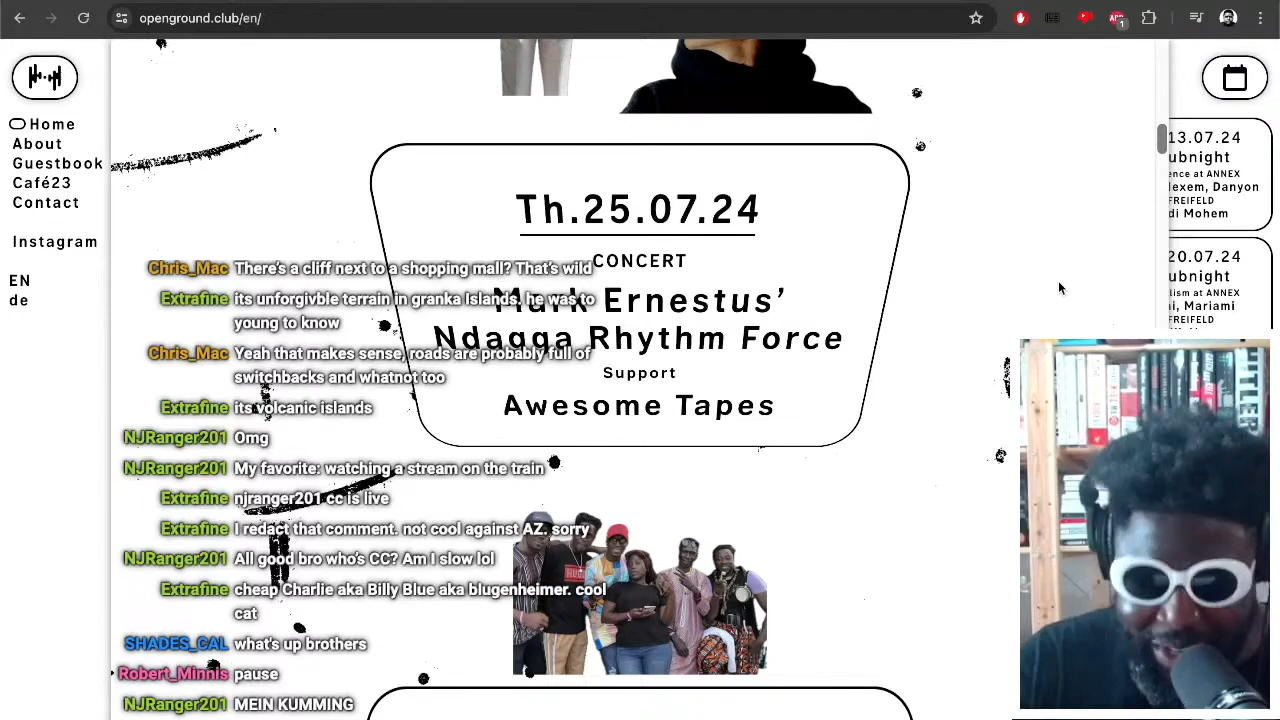 openground.club/en/
1
Home
About
Guestbook
Café23
Contact
Instagram
EN
de
Th.25.07.24
CONCERT
Mark Ernestus’
Ndagga Rhythm Force
Support
Awesome Tapes
Chris_Mac There's a cliff next to a shopping mall? That's wild
Extrafine its unforgivble terrain in granka Islands. he was to
young to know
Chris_Mac Yeah that makes sense, roads are probably full of
switchbacks and whatnot too
Extrafine its volcanic islands
NJRanger201 Omg
NJRanger201 My favorite: watching a stream on the train
Extrafine njranger201 cc is live
Extrafine I redact that comment. not cool against AZ. sorry
NJRanger201 All good bro who's CC? Am I slow lol
Extrafine cheap Charlie aka Billy Blue aka blugenheimer. cool
cat
SHADES_CAL what's up brothers
Robert_Minnis pause
NJRanger201 MEIN KUMMING
13.07.24
ubnight
ence at ANNEX
lexem, Danyon
FREIFELD
di Mohem
20.07.24
ubnight
lism at ANNEX
ni, Mariami
FREIFELD